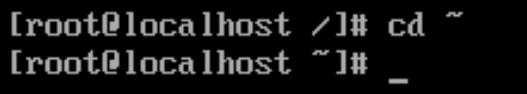 [root@localhost /]# cd ~
[root@localhost ~]# _